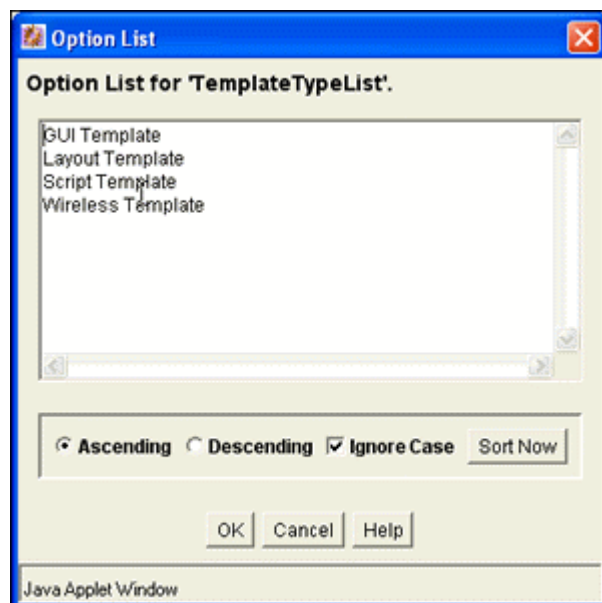 Option List
Option List for 'TemplateTypeList'.
GUI Template
Layout Template
Script Template
Wireless Template
Ascending Descending Ignore Case Sort Now
OK Cancel Help
Java Applet Window